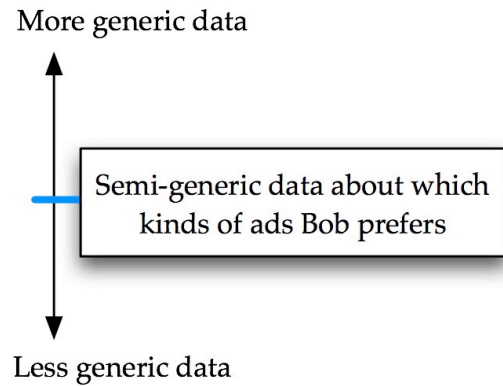 More generic data
Semi-generic data about which
kinds of ads Bob prefers
Less generic data